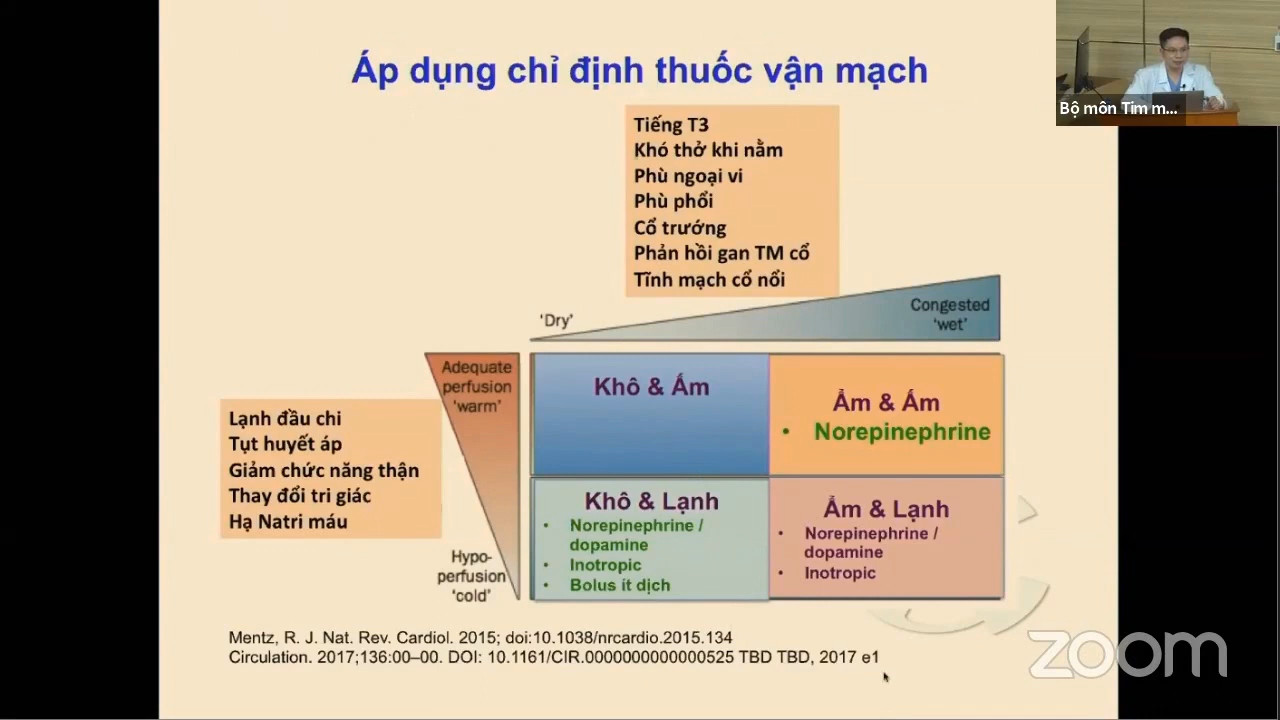 Áp dụng chỉ định thuốc vận mạch
Bộ môn Tim m...
Tiếng T3
Khó thở khi nằm
Phù ngoại vi
Phù phổi
Cổ trướng
Phản hồi gan TM cổ
Tĩnh mạch cổ nổi
'Dry'
Congested
'wet'
Adequate
perfusion
'warm'
Khô & Ấm
Ẩm & Ấm
• Norepinephrine
Lạnh đầu chi
Tụt huyết áp
Giảm chức năng thận
Thay đổi tri giác
Hạ Natri máu
Hypo-
perfusion
'cold'
Khô & Lạnh
• Norepinephrine /
dopamine
• Inotropic
• Bolus ít dịch
Ẩm & Lạnh
• Norepinephrine /
dopamine
• Inotropic
Mentz, R. J. Nat. Rev. Cardiol. 2015; doi:10.1038/nrcardio.2015.134
Circulation. 2017;136:00–00. DOI: 10.1161/CIR.0000000000000525 TBD TBD, 2017 e1
zoom